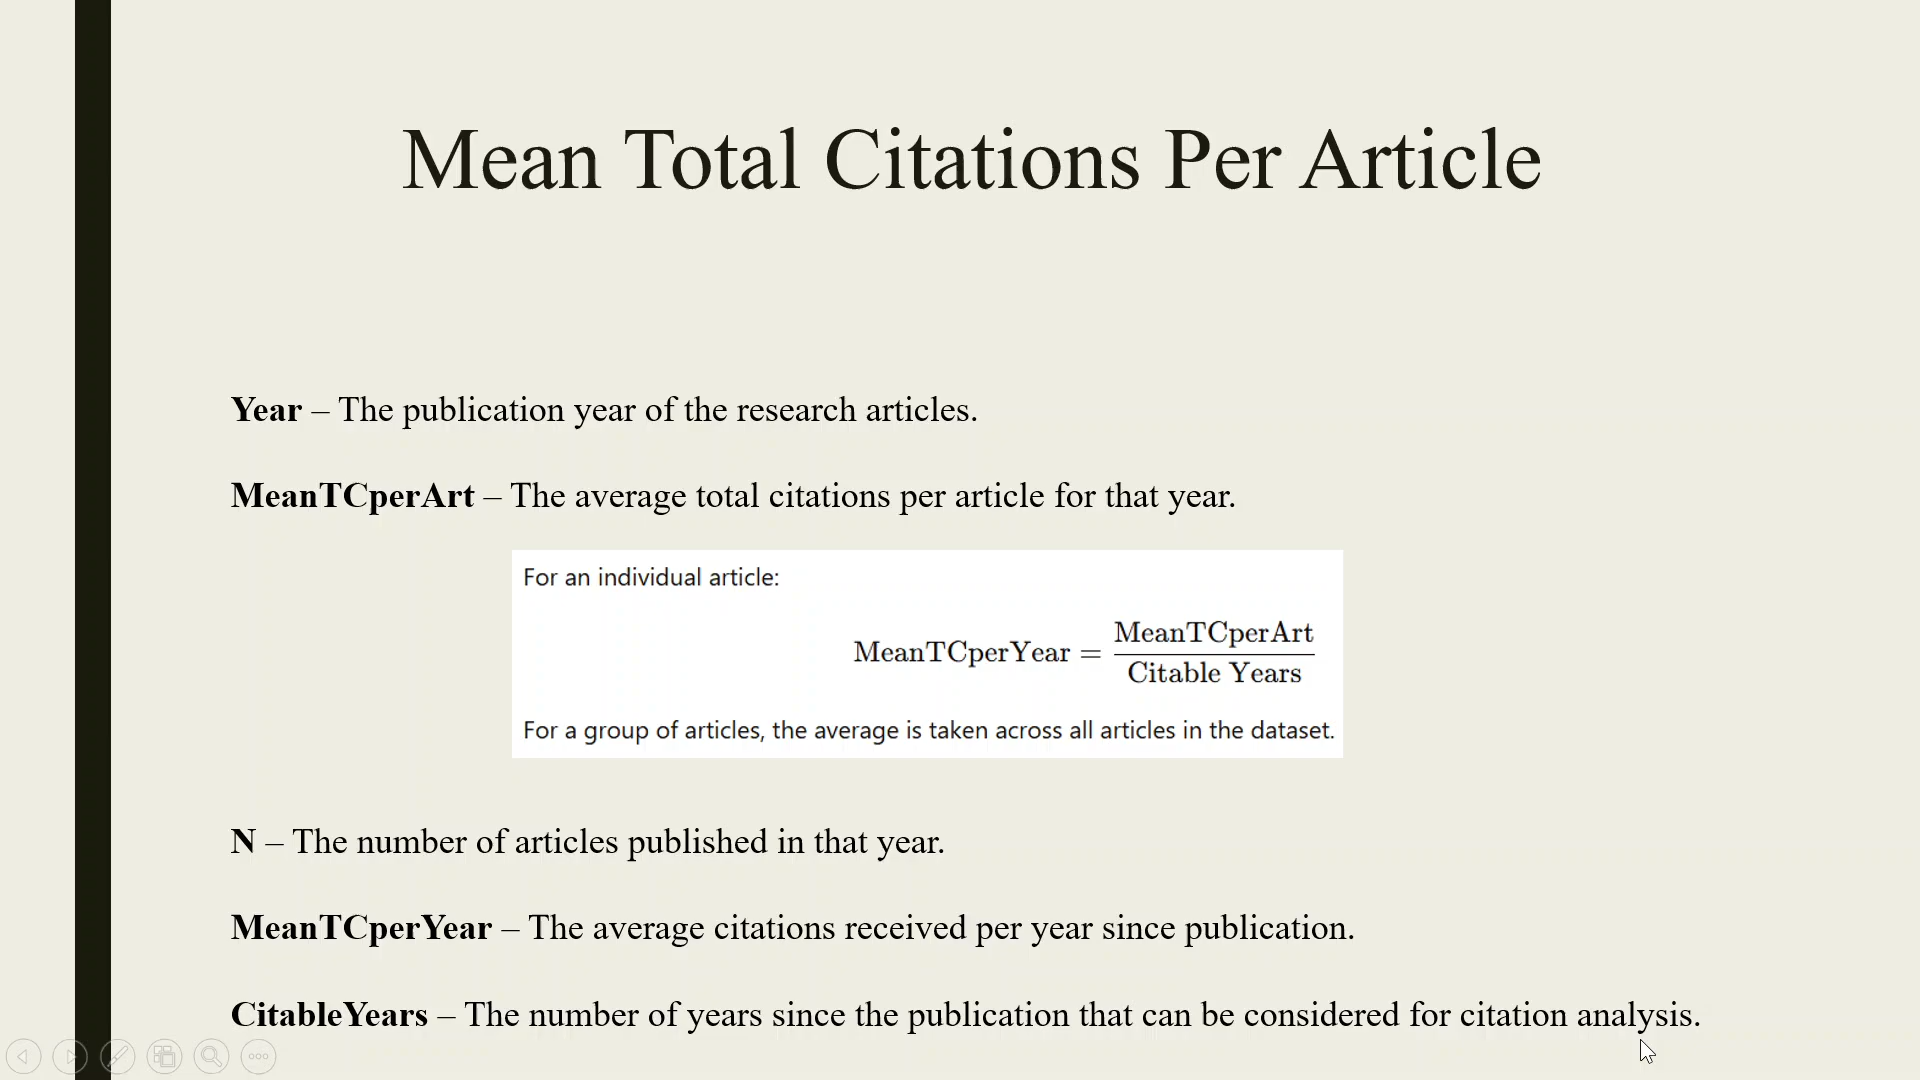 Mean Total Citations Per Article
Year – The publication year of the research articles.
MeanTCperArt – The average total citations per article for that year.
For an individual article:
MeanTCperYear = MeanTCperArt / Citable Years
For a group of articles, the average is taken across all articles in the dataset.
N – The number of articles published in that year.
MeanTCperYear – The average citations received per year since publication.
CitableYears – The number of years since the publication that can be considered for citation analysis.